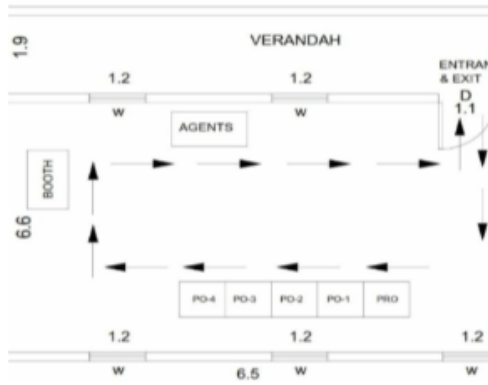 VERANDAH
1.9
ENTRAN
& EXIT
1.2
1.2
D
1.1
W
W
AGENTS
BOOTH
6.6
PO-4 PO-3 PO-2 PO-1 PRO
1.2
1.2
1.2
W
6.5
W
W